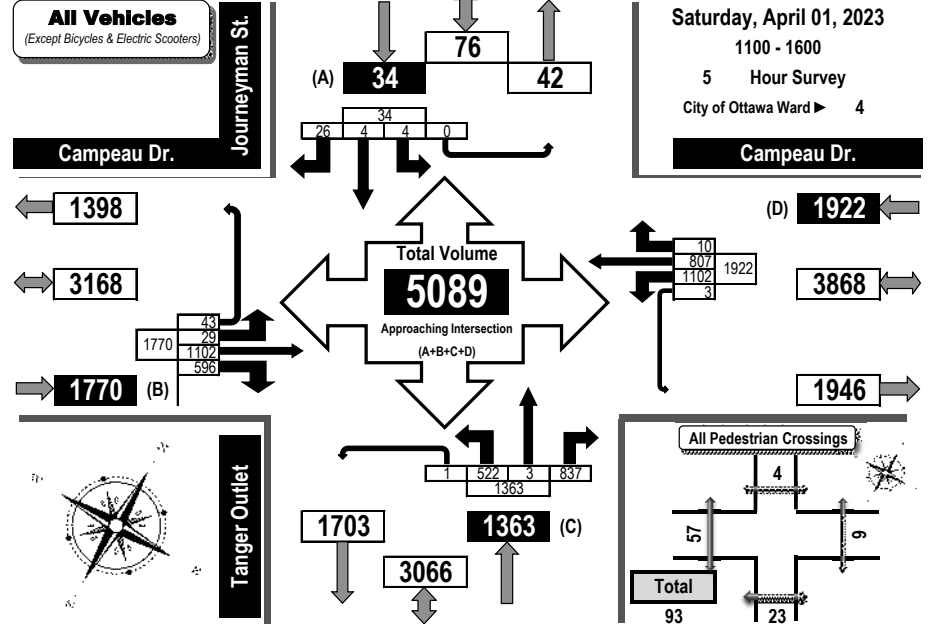 All Vehicles
(Except Bicycles & Electric Scooters)
Journeyman St.
Campeau Dr.
76
(A) 34
42
34
26 4 4 0
Saturday, April 01, 2023
1100 - 1600
5 Hour Survey
City of Ottawa Ward 4
Campeau Dr.
1398
3168
1770
43
29
1102
596
1770 (B)
Total Volume
5089
Approaching Intersection
(A+B+C+D)
(D) 1922
10
807
1102
3
1922
3868
1946
Tanger Outlet
1 522 3 837
1363
1703
1363 (C)
3066
All Pedestrian Crossings
4
57
9
Total
93
23